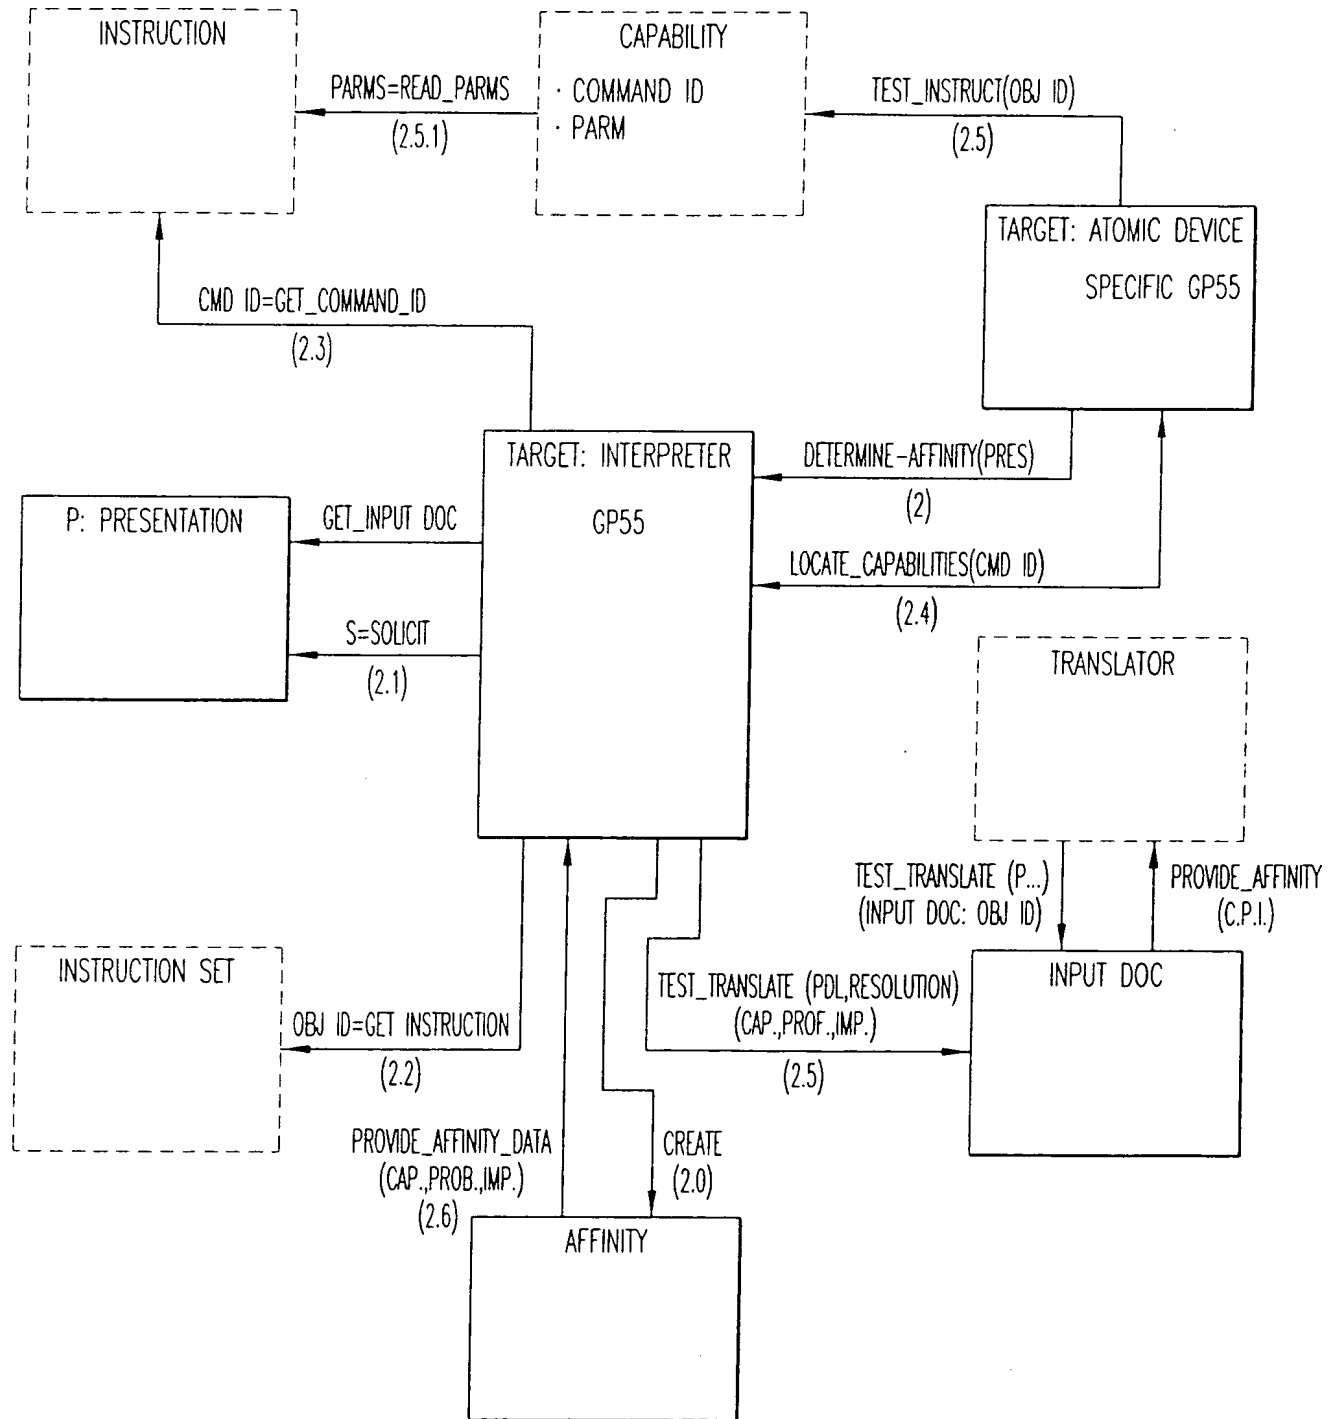 INSTRUCTION
CAPABILITY
· COMMAND ID
· PARM
PARMS=READ_PARMS
(2.5.1)
TEST_INSTRUCT(OBJ ID)
(2.5)
TARGET: ATOMIC DEVICE
SPECIFIC GP55
CMD ID=GET_COMMAND_ID
(2.3)
TARGET: INTERPRETER
GP55
DETERMINE-AFFINITY(PRES)
(2)
P: PRESENTATION
GET_INPUT DOC
LOCATE_CAPABILITIES(CMD ID)
(2.4)
S=SOLICIT
(2.1)
TRANSLATOR
TEST_TRANSLATE (P...)
(INPUT DOC: OBJ ID)
PROVIDE_AFFINITY
(C.P.I.)
INSTRUCTION SET
INPUT DOC
TEST_TRANSLATE (PDL,RESOLUTION)
(CAP.,PROF.,IMP.)
(2.5)
OBJ ID=GET INSTRUCTION
(2.2)
PROVIDE_AFFINITY_DATA
(CAP.,PROB.,IMP.)
(2.6)
CREATE
(2.0)
AFFINITY